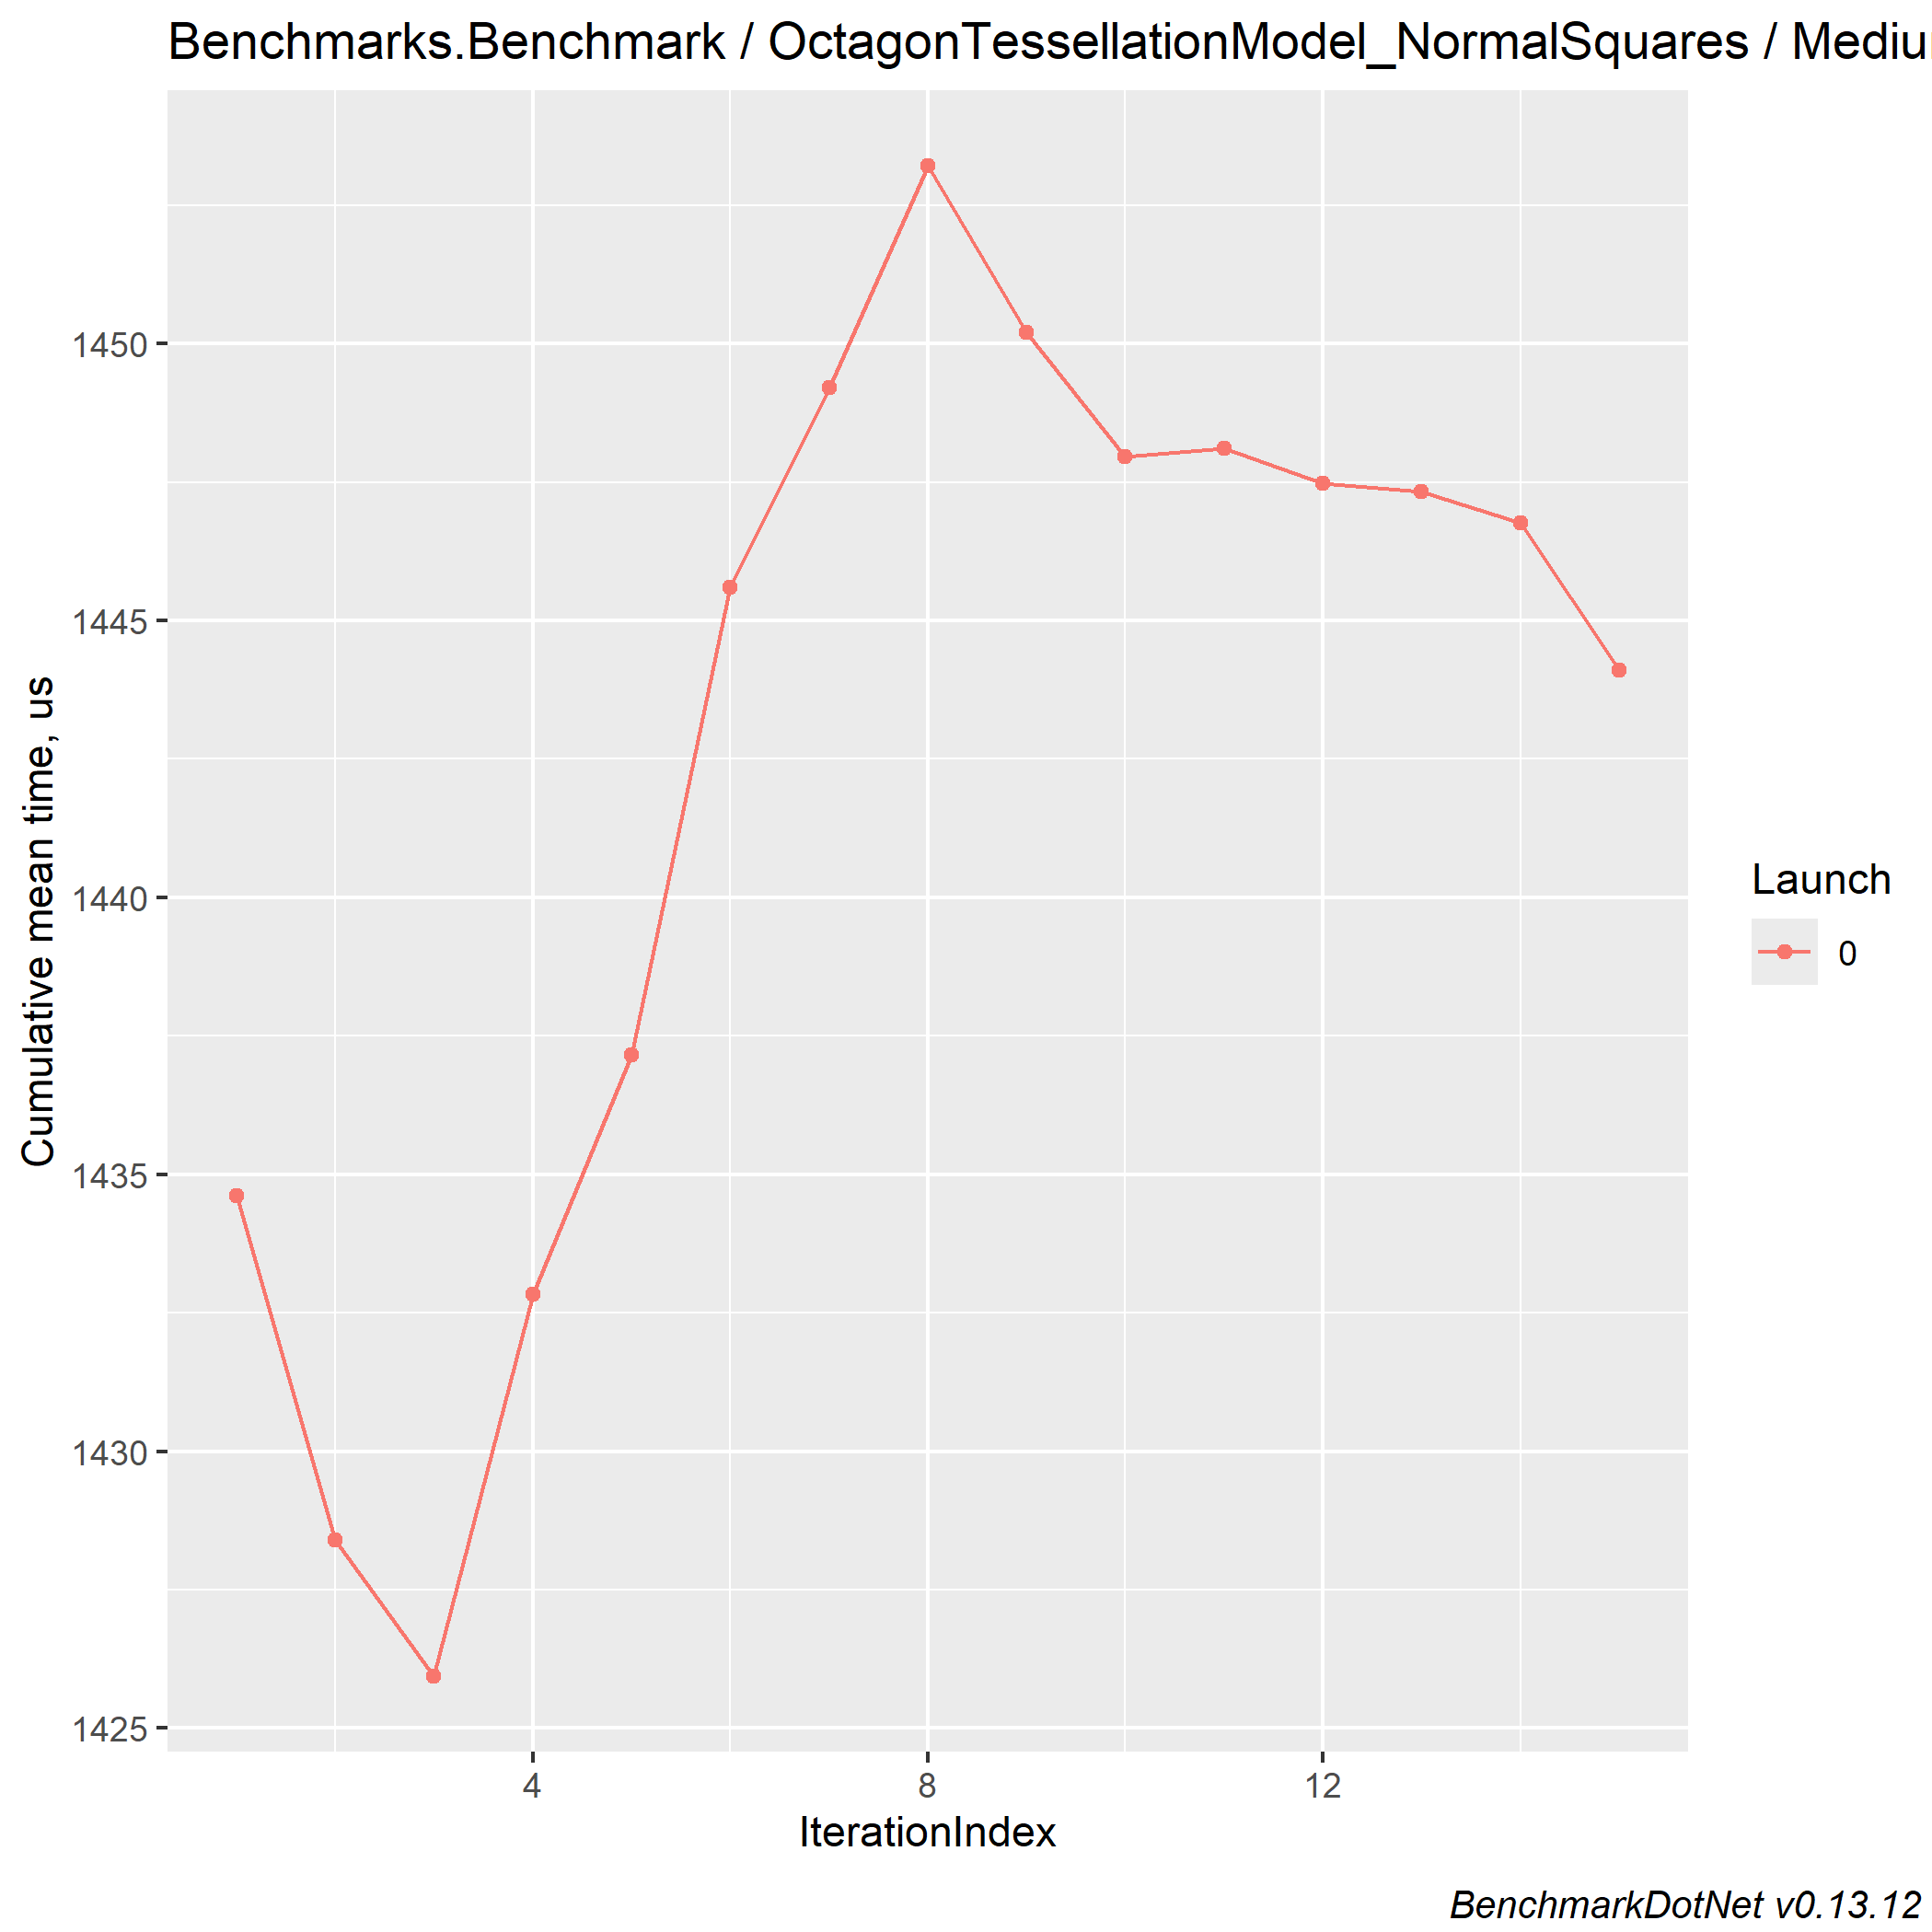 Benchmarks.Benchmark / OctagonTessellationModel_NormalSquares / Mediu
1450
1445
1440
1435
1430
1425
Cumulative mean time, us
4 8 12
IterationIndex
Launch
0
BenchmarkDotNet v0.13.12